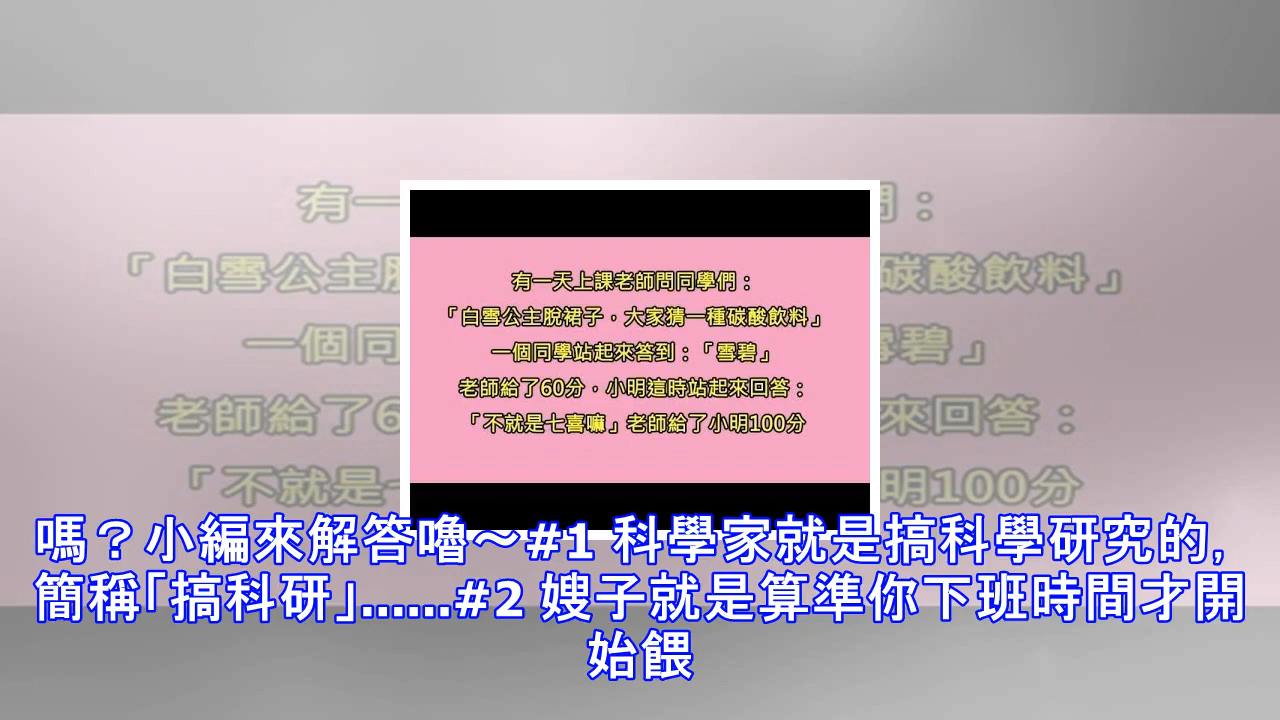 有一天上課老師問同學們：
「白雪公主脫裙子，大家猜一種碳酸飲料」
一個同學站起來答到：「雪碧」
老師給了60分，小明這時站起來回答：
「不就是七喜嘛」老師給了小明100分
嗎？小編來解答嚕～#1 科學家就是搞科學研究的,
簡稱「搞科研」......#2 嫂子就是算準你下班時間才開
始餵